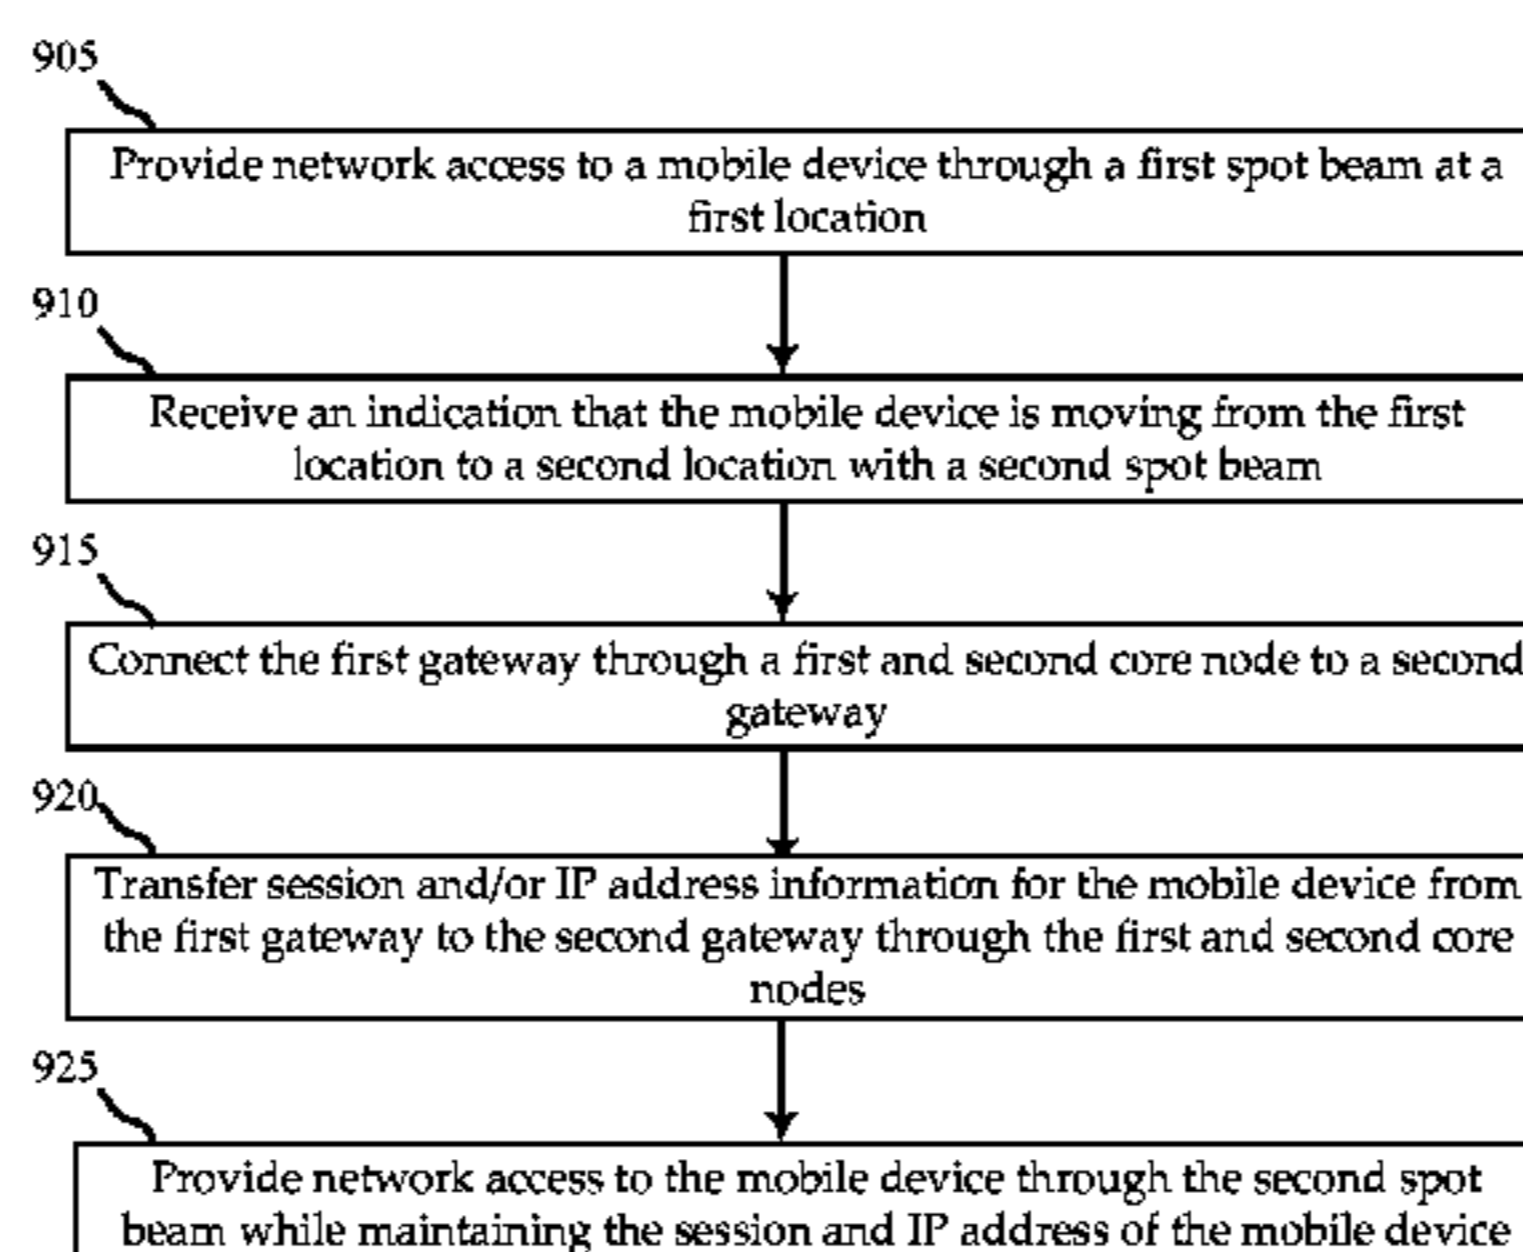 905
Provide network access to a mobile device through a first spot beam at a
first location
910
Receive an indication that the mobile device is moving from the first
location to a second location with a second spot beam
915
Connect the first gateway through a first and second core node to a second
gateway
920
Transfer session and/or IP address information for the mobile device from
the first gateway to the second gateway through the first and second core
nodes
925
Provide network access to the mobile device through the second spot
beam while maintaining the session and IP address of the mobile device